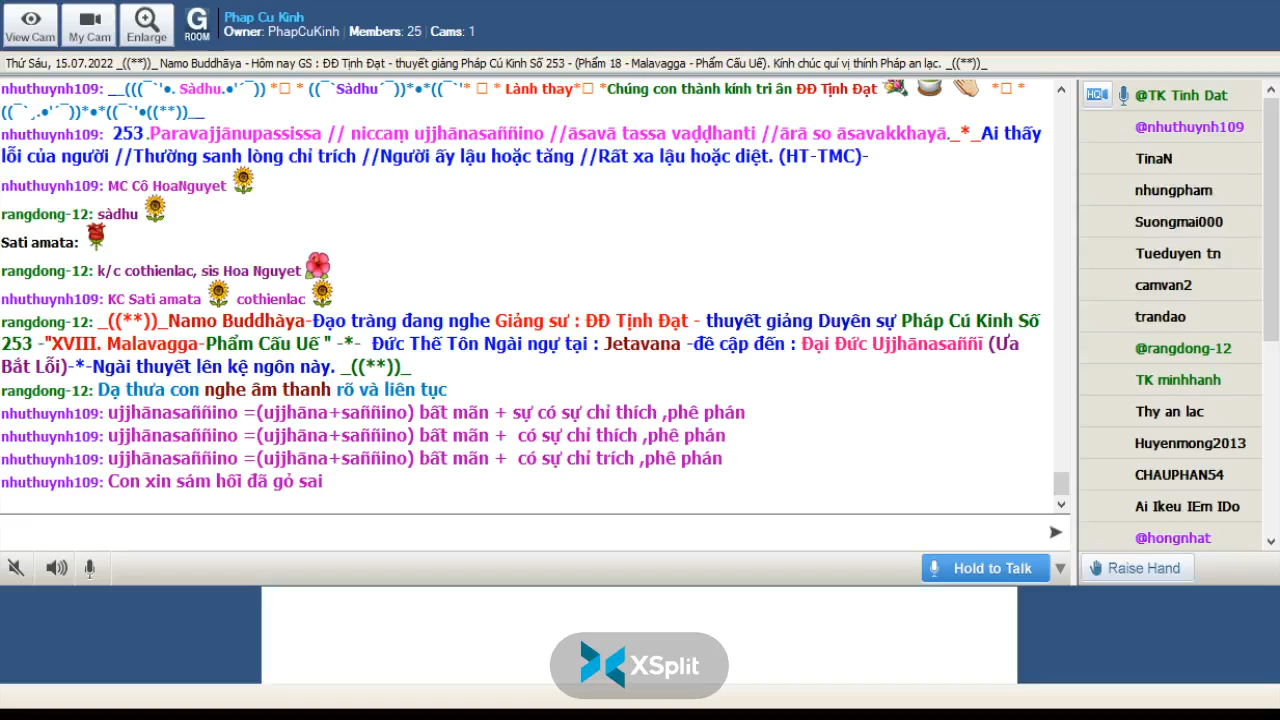 View Cam
My Cam
Enlarge
G
ROOM
Phap Cu Kinh
Owner: PhapCuKinh | Members: 25 | Cams: 1
Thứ Sáu, 15.07.2022 _((**))_ Namo Buddhāya - Hôm nay GS : ĐĐ Tịnh Đạt - thuyết giảng Pháp Cú Kinh Số 253 - (Phẩm 18 - Malavagga - Phẩm Cấu Uế). Kính chúc quí vị thính Pháp an lạc. _((**))_
nhuthuynh109: __(((¯`'•. Sàdhu.•'´¯)) *□ * ((¯`Sàdhu´¯))*•*((¯`'* □ * Lành thay*□ *Chúng con thành kính tri ân ĐĐ Tịnh Đạt *□ *
((¯`¸.•'´¯))*•*((¯`'•((**))__
nhuthuynh109: 253.Paravajjānupassissa // niccaṃ ujjhānasaññino //āsavā tassa vaḍḍhanti //ārā so āsavakkhayā._*_Ai thấy
lỗi của người //Thường sanh lòng chỉ trích //Người ấy lậu hoặc tăng //Rất xa lậu hoặc diệt. (HT-TMC)-
nhuthuynh109: MC Cô HoaNguyet
rangdong-12: sàdhu
Sati amata:
rangdong-12: k/c cothienlac, sis Hoa Nguyet
nhuthuynh109: KC Sati amata cothienlac
rangdong-12: _((**))_Namo Buddhàya-Đạo tràng đang nghe Giảng sư : ĐĐ Tịnh Đạt - thuyết giảng Duyên sự Pháp Cú Kinh Số
253 -"XVIII. Malavagga-Phẩm Cấu Uế " -*- Đức Thế Tôn Ngài ngự tại : Jetavana -đề cập đến : Đại Đức Ujjhānasaññi (Ưa
Bắt Lỗi)-*-Ngài thuyết lên kệ ngôn này. _((**))_
rangdong-12: Dạ thưa con nghe âm thanh rõ và liên tục
nhuthuynh109: ujjhānasaññino =(ujjhāna+saññino) bất mãn + sự có sự chỉ thích ,phê phán
nhuthuynh109: ujjhānasaññino =(ujjhāna+saññino) bất mãn + có sự chỉ thích ,phê phán
nhuthuynh109: ujjhānasaññino =(ujjhāna+saññino) bất mãn + có sự chỉ trích ,phê phán
nhuthuynh109: Con xin sám hối đã gỏ sai
HQ @TK Tinh Dat
@nhuthuynh109
TinaN
nhungpham
Suongmai000
Tueduyen tn
camvan2
trandao
@rangdong-12
TK minhhanh
Thy an lac
Huyenmong2013
CHAUPHAN54
Ai Ikeu IEm IDo
@hongnhat
Hold to Talk
Raise Hand
XSplit